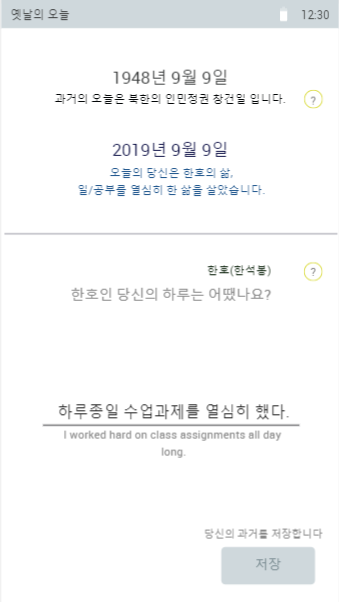 옛날의 오늘
12:30
1948년 9월 9일
과거의 오늘은 북한의 인민정권 창건일 입니다.
?
2019년 9월 9일
오늘의 당신은 한호의 삶,
일/공부를 열심히 한 삶을 살았습니다.
한호(한석봉)
?
한호인 당신의 하루는 어땠나요?
하루종일 수업과제를 열심히 했다.
I worked hard on class assignments all day
long.
당신의 과거를 저장합니다
저장